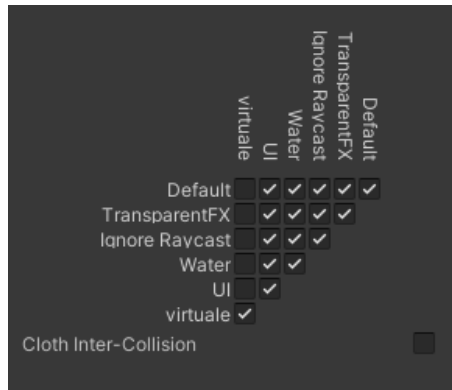 virtuale
UI
Water
Ignore Raycast
TransparentFX
Default
Default
TransparentFX
Ignore Raycast
Water
UI
virtuale
Cloth Inter-Collision